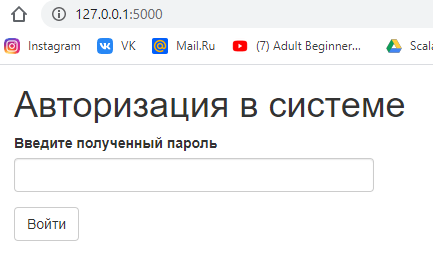 127.0.0.1:5000
Instagram VK Mail.Ru (7) Adult Beginner... Scala
Авторизация в системе
Введите полученный пароль
Войти